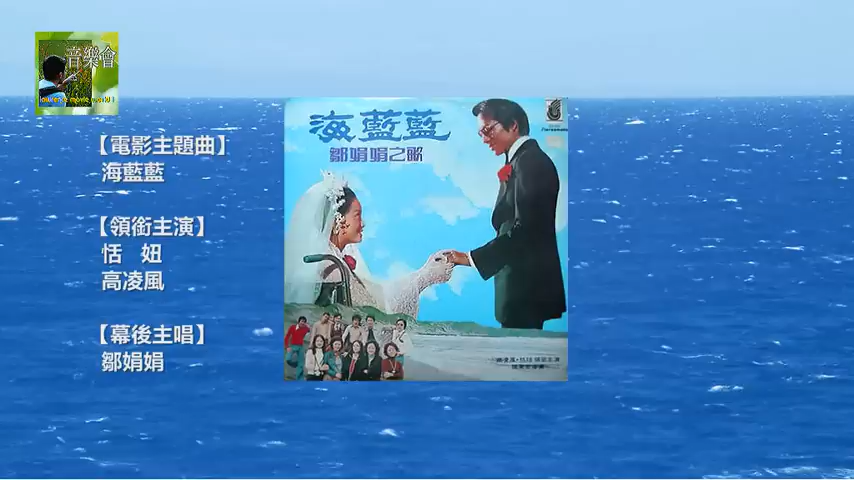 音樂會
【電影主題曲】
海藍藍
【領銜主演】
恬 妞
高凌風
【幕後主唱】
鄒娟娟
海藍藍
鄒娟娟之歌